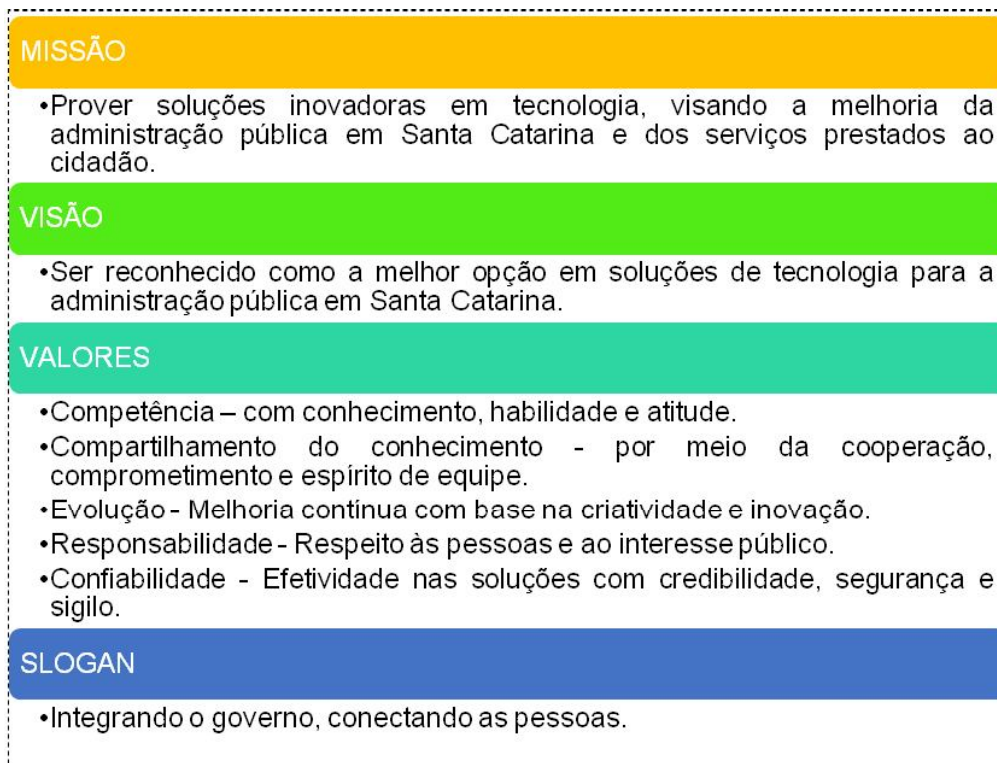 MISSÃO
•Prover soluções inovadoras em tecnologia, visando a melhoria da
administração pública em Santa Catarina e dos serviços prestados ao
cidadão.
VISÃO
•Ser reconhecido como a melhor opção em soluções de tecnologia para a
administração pública em Santa Catarina.
VALORES
•Competência – com conhecimento, habilidade e atitude.
•Compartilhamento do conhecimento - por meio da cooperação,
comprometimento e espírito de equipe.
•Evolução - Melhoria contínua com base na criatividade e inovação.
•Responsabilidade - Respeito às pessoas e ao interesse público.
•Confiabilidade - Efetividade nas soluções com credibilidade, segurança e
sigilo.
SLOGAN
•Integrando o governo, conectando as pessoas.